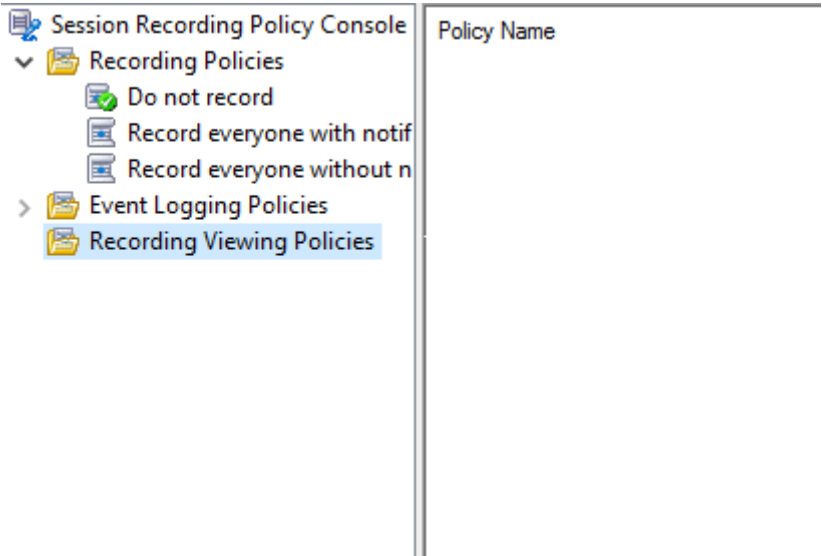 Session Recording Policy Console
Policy Name
Recording Policies
Do not record
Record everyone with notif
Record everyone without n
Event Logging Policies
Recording Viewing Policies